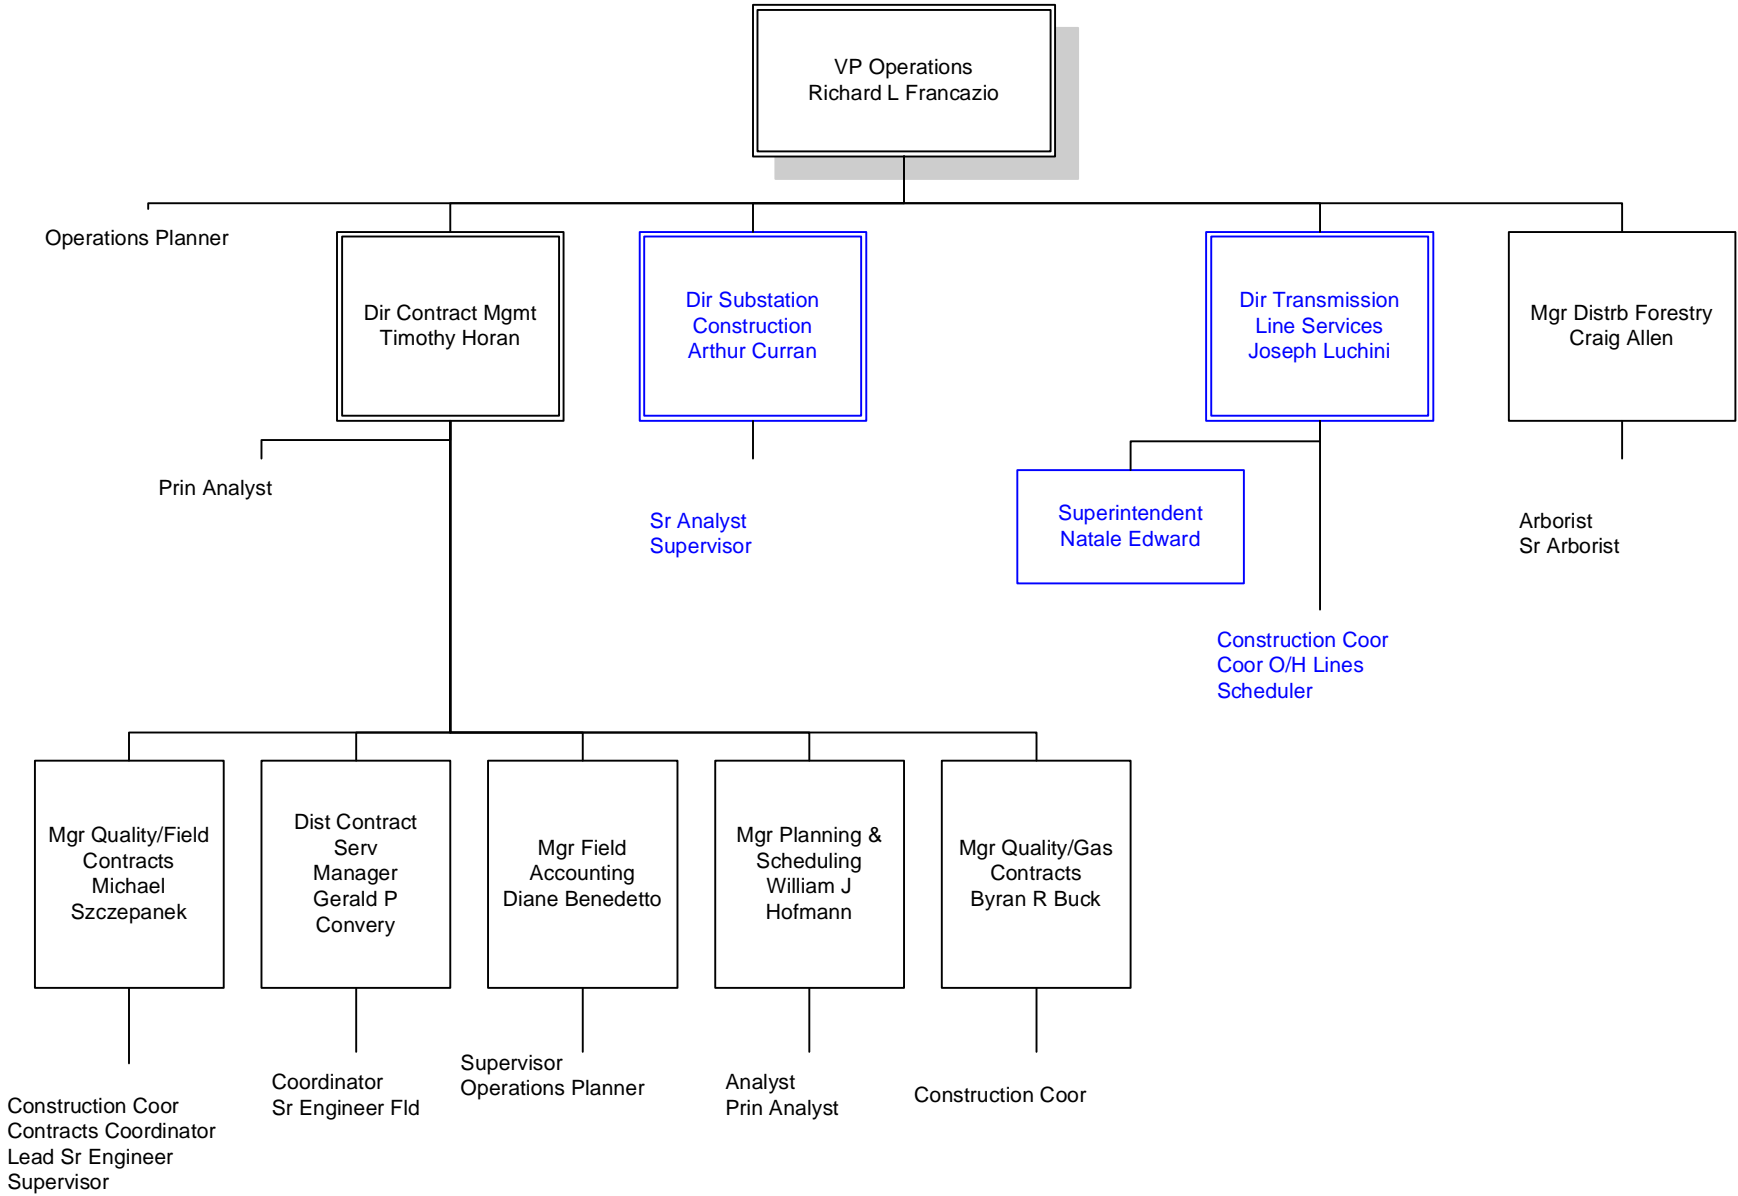 VP Operations
Richard L Francazio
Operations Planner
Dir Contract Mgmt
Timothy Horan
Dir Substation
Construction
Arthur Curran
Dir Transmission
Line Services
Joseph Luchini
Mgr Distrb Forestry
Craig Allen
Prin Analyst
Sr Analyst
Supervisor
Superintendent
Natale Edward
Arborist
Sr Arborist
Construction Coor
Coor O/H Lines
Scheduler
Mgr Quality/Field
Contracts
Michael
Szczepanek
Dist Contract
Serv
Manager
Gerald P
Convery
Mgr Field
Accounting
Diane Benedetto
Mgr Planning &
Scheduling
William J
Hofmann
Mgr Quality/Gas
Contracts
Byran R Buck
Construction Coor
Contracts Coordinator
Lead Sr Engineer
Supervisor
Coordinator
Sr Engineer Fld
Supervisor
Operations Planner
Analyst
Prin Analyst
Construction Coor